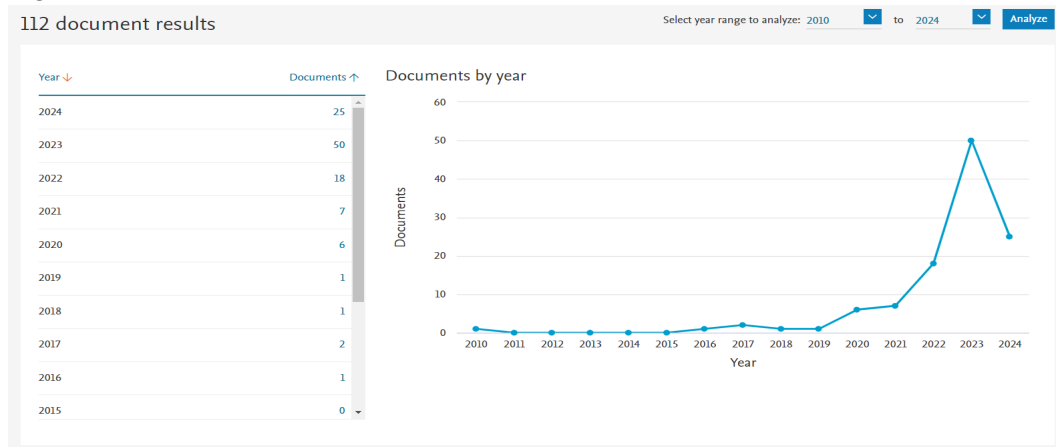 112 document results
Select year range to analyze: 2010 to 2024 Analyze
Year Documents
2024 25
2023 50
2022 18
2021 7
2020 6
2019 1
2018 1
2017 2
2016 1
2015 0
Documents by year
60
50
40
30
20
10
0
Documents
2010 2011 2012 2013 2014 2015 2016 2017 2018 2019 2020 2021 2022 2023 2024
Year